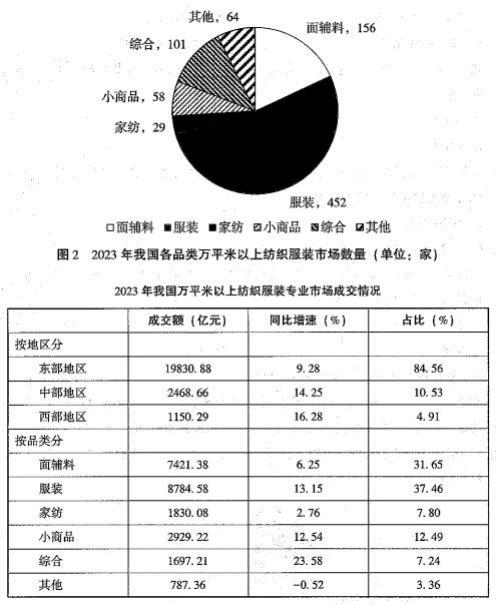 其他，64
综合，101
面辅料，156
小商品，58
家纺，29
服装，452
□面辅料 ■服装 ■家纺 ▨小商品 ▧综合 ▨其他
图2 2023年我国各品类万平米以上纺织服装市场数量（单位：家）
2023年我国万平米以上纺织服装专业市场成交情况
成交额（亿元） 同比增速（%） 占比（%）
按地区分
东部地区 19830.88 9.28 84.56
中部地区 2468.66 14.25 10.53
西部地区 1150.29 16.28 4.91
按品类分
面辅料 7421.38 6.25 31.65
服装 8784.58 13.15 37.46
家纺 1830.08 2.76 7.80
小商品 2929.22 12.54 12.49
综合 1697.21 23.58 7.24
其他 787.36 -0.52 3.36